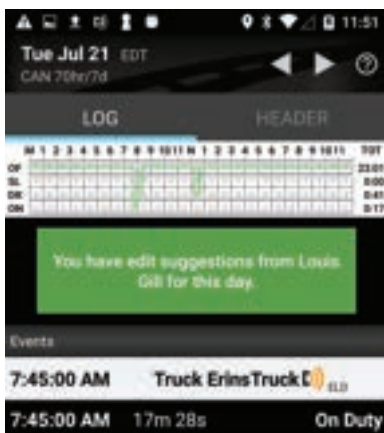 11:51
Tue Jul 21 EDT
CAN 70hr/7d
LOG HEADER
M 1 2 3 4 5 6 7 8 9 10 11 N 1 2 3 4 5 6 7 8 9 10 11 TOT
OF 23:01
SL 0:00
DR 0:41
ON 0:17
You have edit suggestions from Louis
Gill for this day.
Events
7:45:00 AM Truck ErinsTruck ELD
7:45:00 AM 17m 28s On Duty